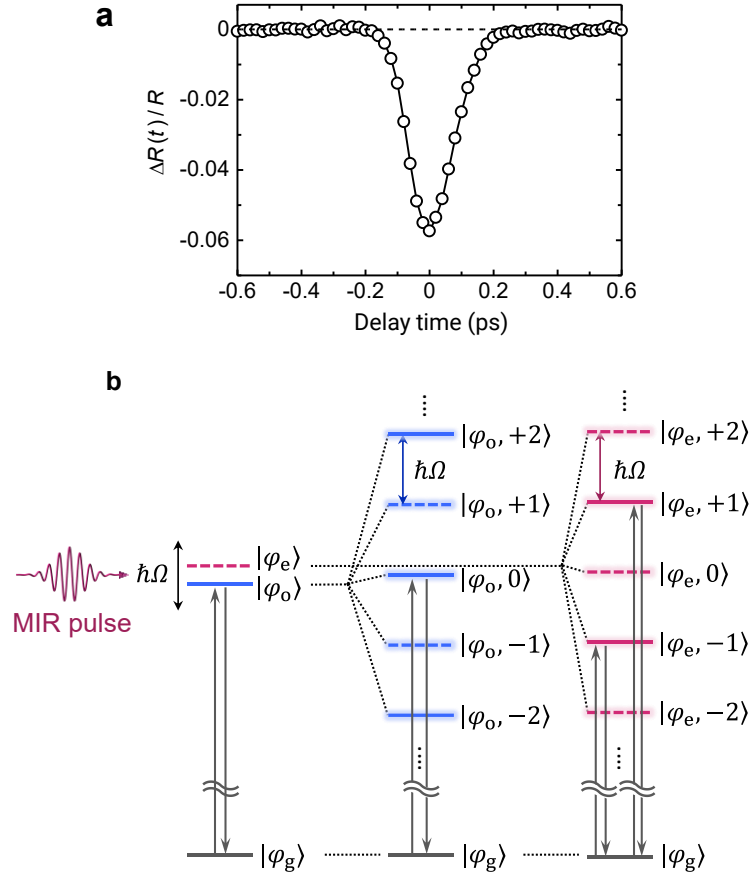 a
ΔR(t)/R
0
-0.02
-0.04
-0.06
-0.6 -0.4 -0.2 0 0.2 0.4 0.6
Delay time (ps)
b
MIR pulse
ħΩ
|φe⟩
|φo⟩
|φg⟩
|φo, +2⟩
ħΩ
|φo, +1⟩
|φo, 0⟩
|φo, −1⟩
|φo, −2⟩
|φg⟩
|φe, +2⟩
ħΩ
|φe, +1⟩
|φe, 0⟩
|φe, −1⟩
|φe, −2⟩
|φg⟩